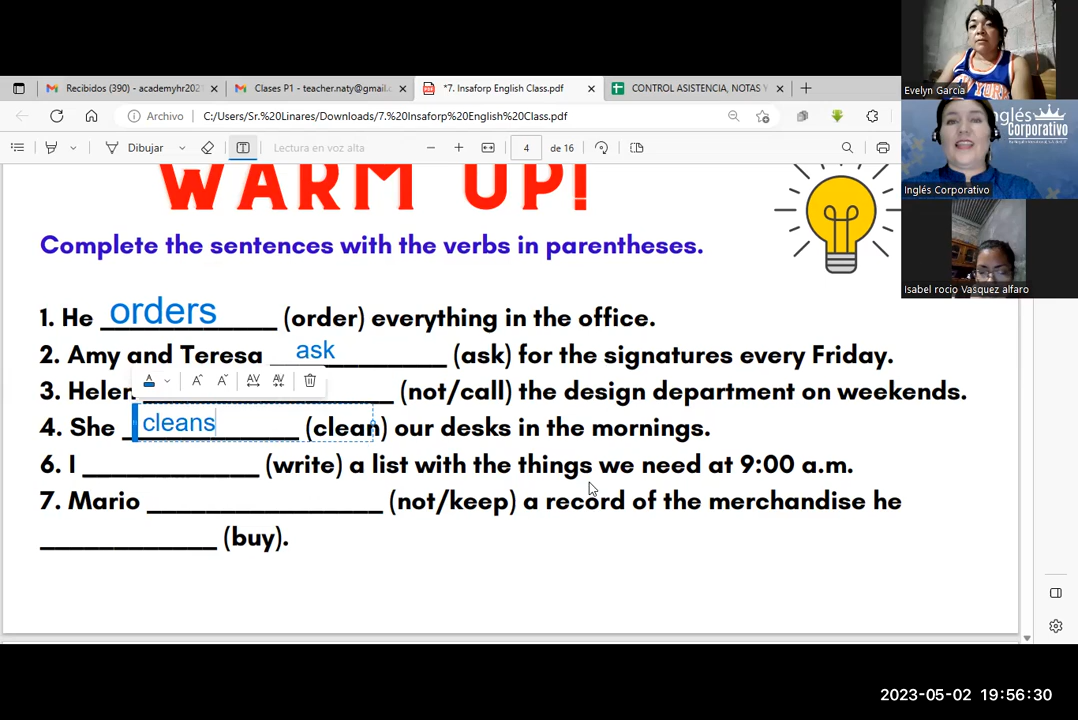 Recibidos (390) - academyhr202
Clases P1 - teacher.naty@gmail.c
*7. Insaforp English Class.pdf
CONTROL ASISTENCIA, NOTAS Y
Archivo
C:/Users/Sr.%20Linares/Downloads/7.%20Insaforp%20English%20Class.pdf
Dibujar
Lectura en voz alta
4
de 16
Evelyn García
Inglés
Corporativo
Inglés Corporativo
Isabel rocio Vasquez alfaro
WARM UP!
Complete the sentences with the verbs in parentheses.
1. He orders (order) everything in the office.
2. Amy and Teresa ask (ask) for the signatures every Friday.
3. Helen ______________ (not/call) the design department on weekends.
4. She cleans (clean) our desks in the mornings.
6. I ____________ (write) a list with the things we need at 9:00 a.m.
7. Mario ________________ (not/keep) a record of the merchandise he
____________ (buy).
2023-05-02 19:56:30